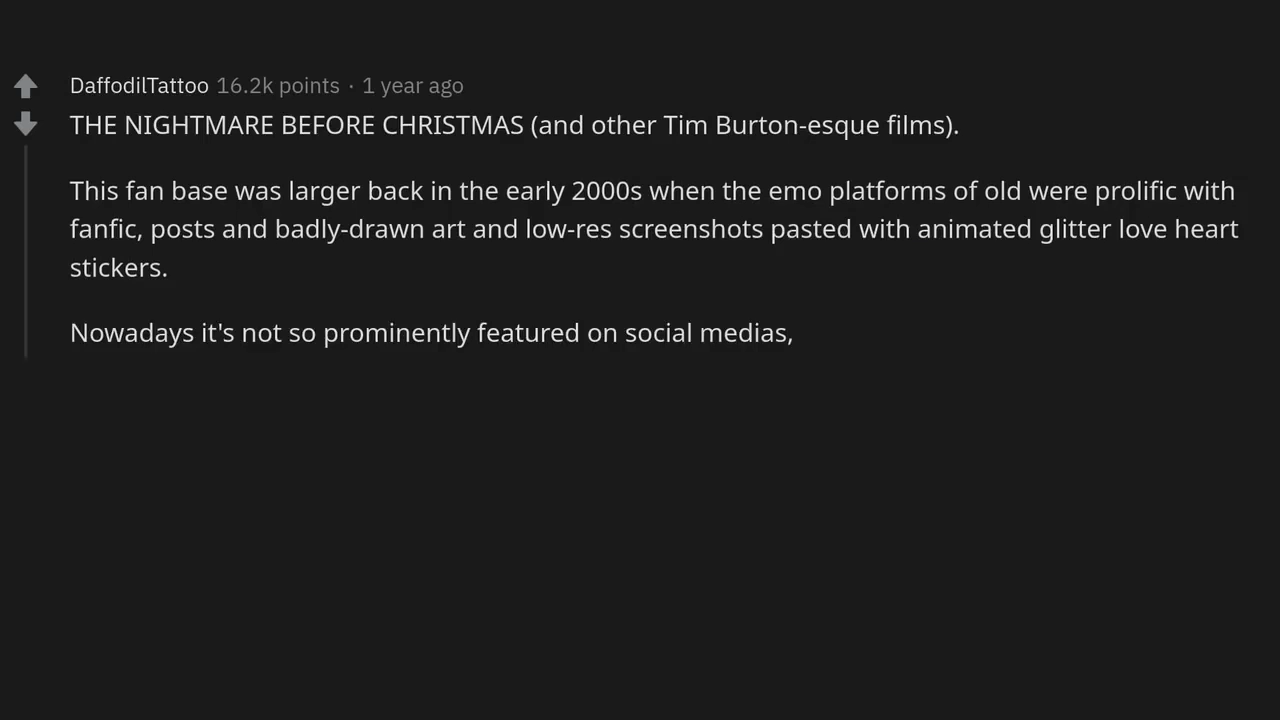 DaffodilTattoo 16.2k points · 1 year ago
THE NIGHTMARE BEFORE CHRISTMAS (and other Tim Burton-esque films).
This fan base was larger back in the early 2000s when the emo platforms of old were prolific with
fanfic, posts and badly-drawn art and low-res screenshots pasted with animated glitter love heart
stickers.
Nowadays it's not so prominently featured on social medias,